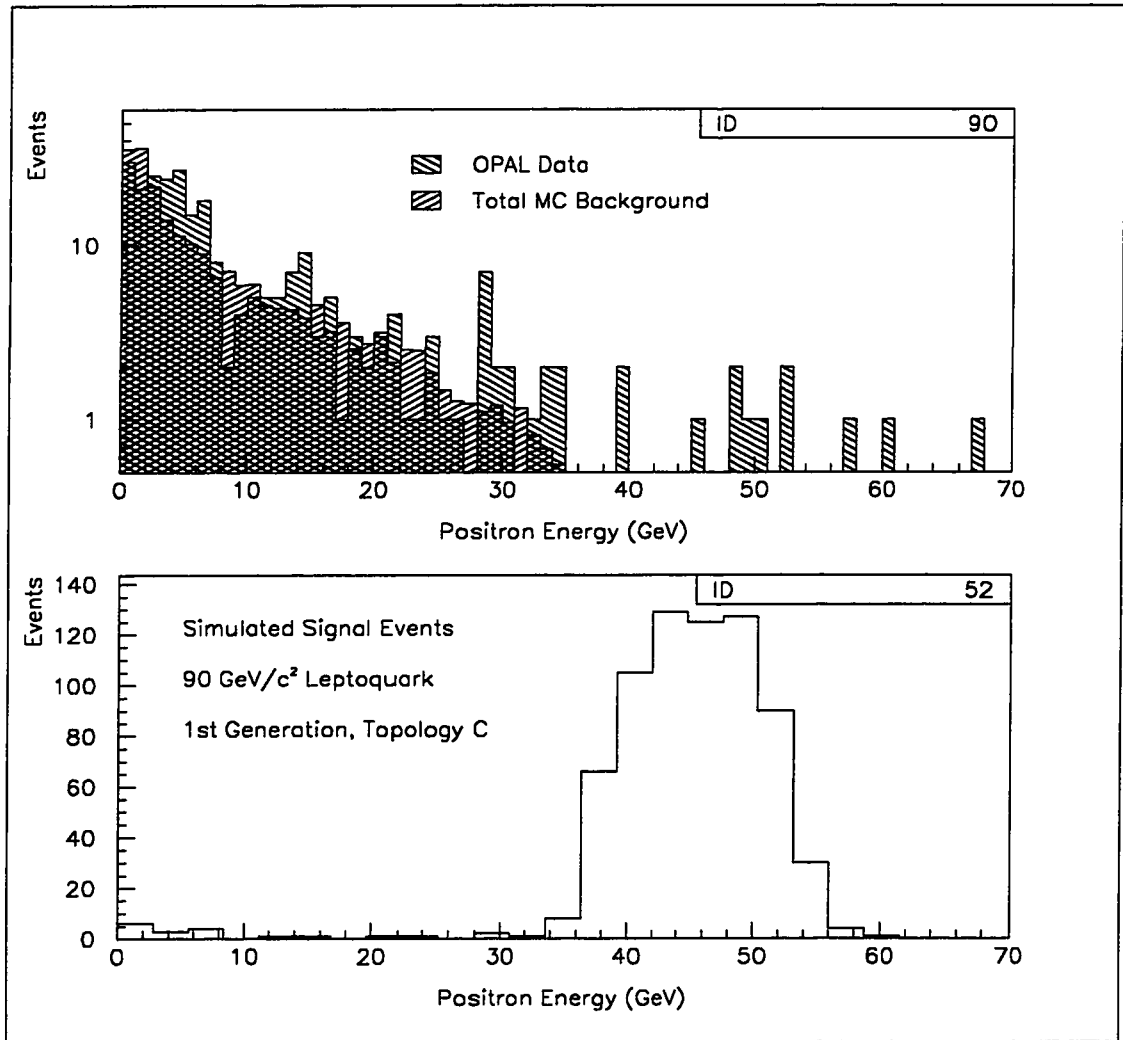 Events
ID 90
OPAL Data
Total MC Background
10
1
0 10 20 30 40 50 60 70
Positron Energy (GeV)
Events
ID 52
Simulated Signal Events
90 GeV/c² Leptoquark
1st Generation, Topology C
140
120
100
80
60
40
20
0
0 10 20 30 40 50 60 70
Positron Energy (GeV)